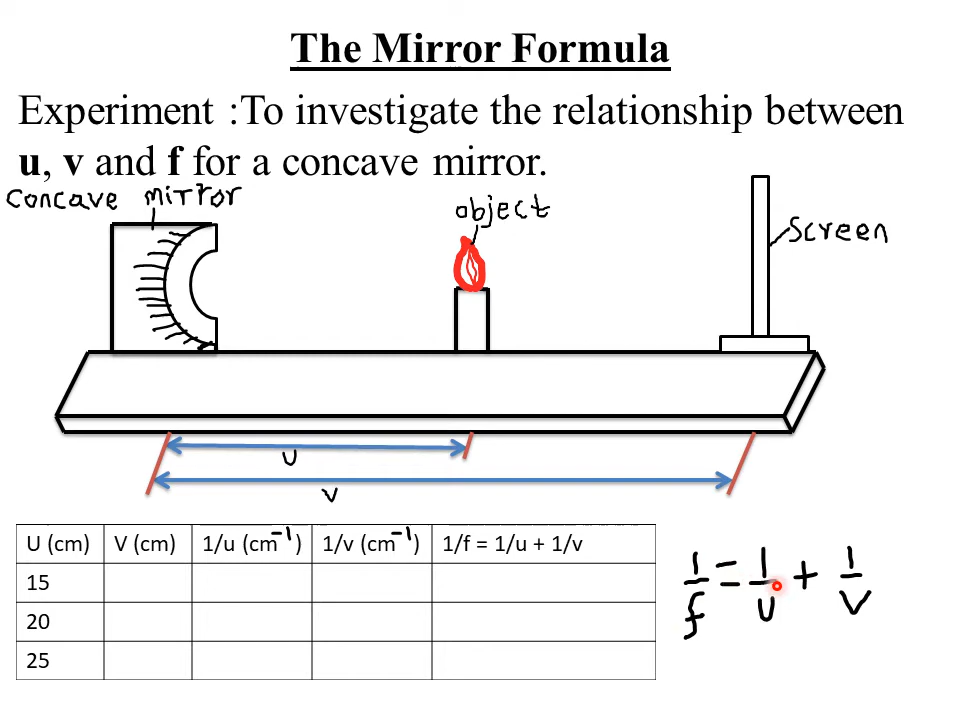 The Mirror Formula
Experiment :To investigate the relationship between
u, v and f for a concave mirror.
Concave mirror
object
Screen
u
v
U (cm) V (cm) 1/u (cm⁻¹) 1/v (cm⁻¹) 1/f = 1/u + 1/v
15
20
25
1/f = 1/u + 1/v